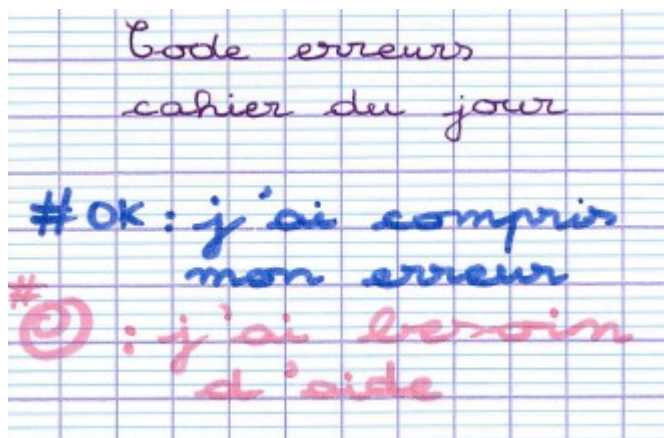 Code erreurs
cahier du jour
#OK : j'ai compris
mon erreur
#
: j'ai besoin
d'aide